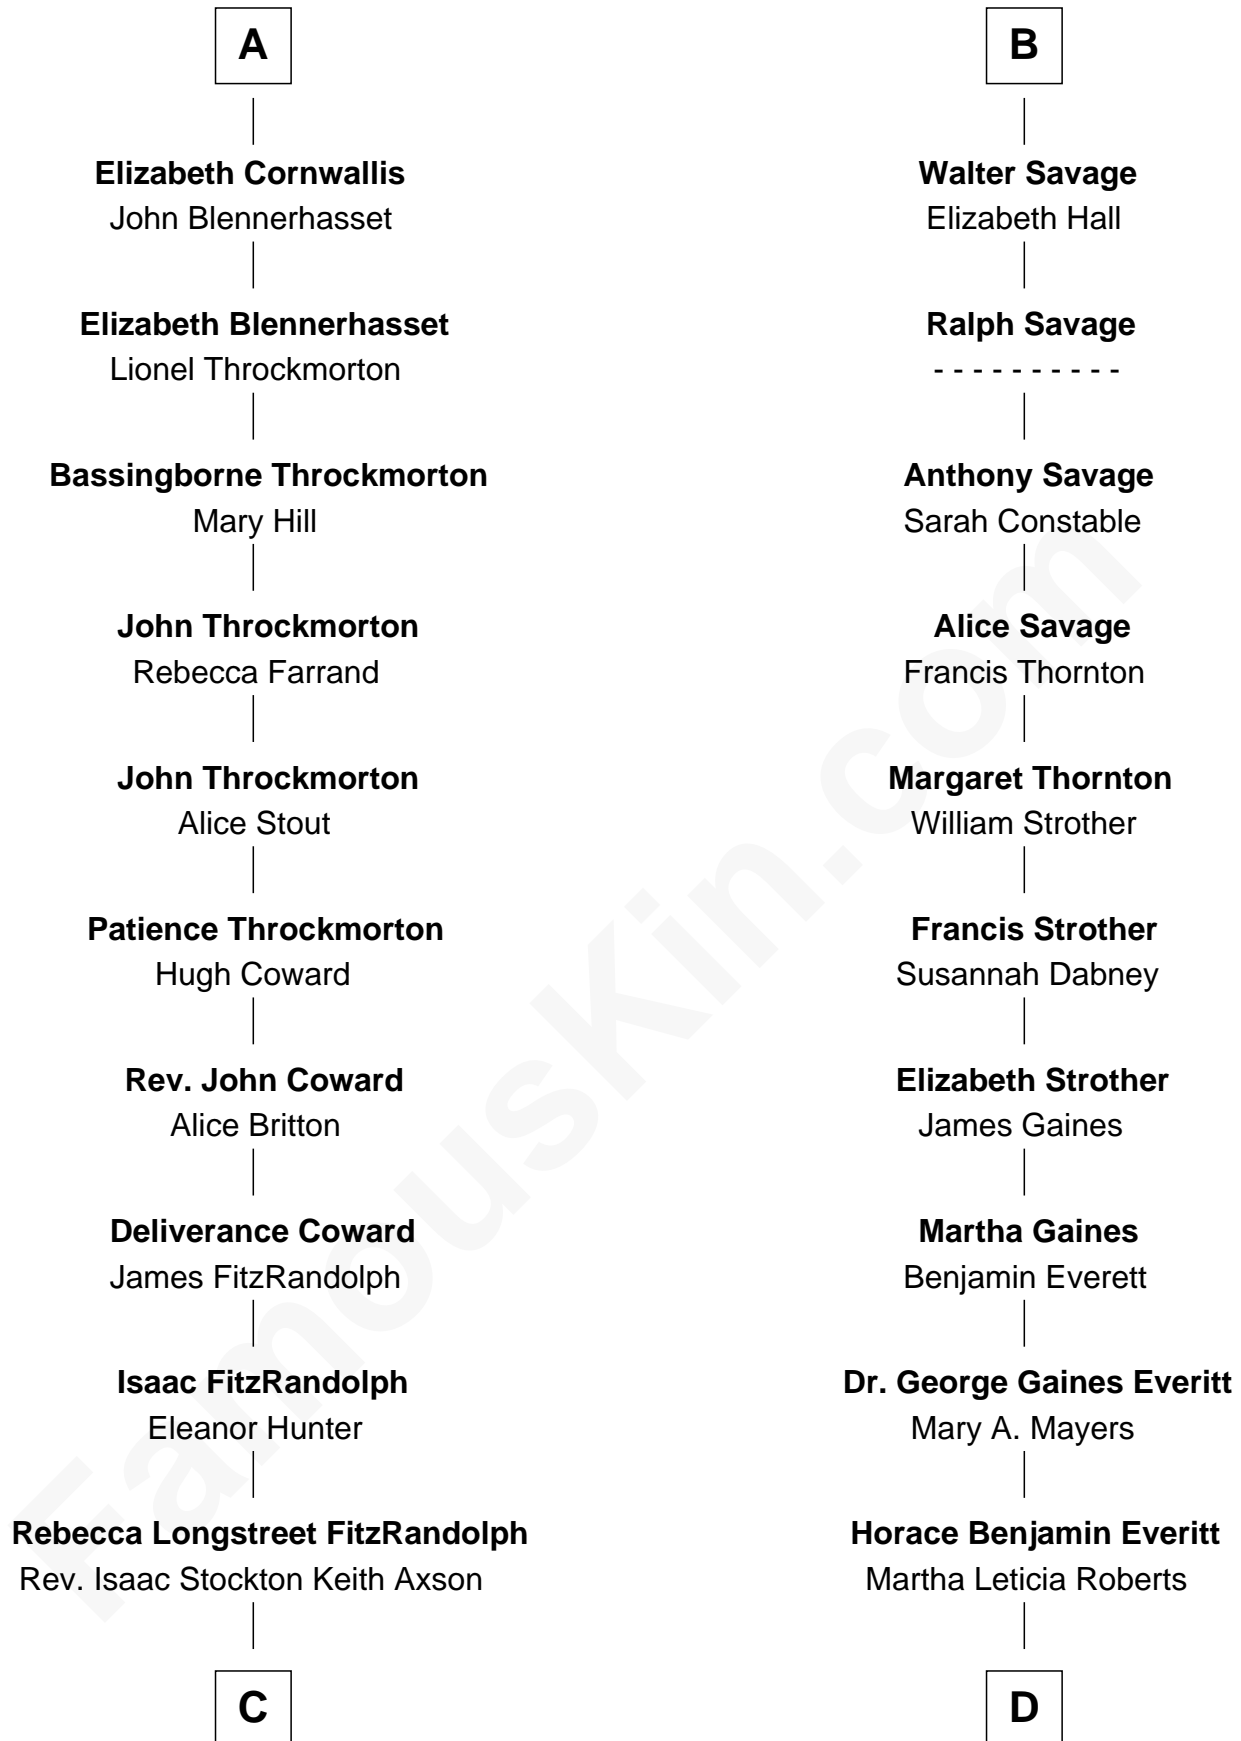 A
Elizabeth Cornwallis
John Blennerhasset
Elizabeth Blennerhasset
Lionel Throckmorton
Bassingborne Throckmorton
Mary Hill
John Throckmorton
Rebecca Farrand
John Throckmorton
Alice Stout
Patience Throckmorton
Hugh Coward
Rev. John Coward
Alice Britton
Deliverance Coward
James FitzRandolph
Isaac FitzRandolph
Eleanor Hunter
Rebecca Longstreet FitzRandolph
Rev. Isaac Stockton Keith Axson
C
B
Walter Savage
Elizabeth Hall
Ralph Savage
- - - - - - - - - -
Anthony Savage
Sarah Constable
Alice Savage
Francis Thornton
Margaret Thornton
William Strother
Francis Strother
Susannah Dabney
Elizabeth Strother
James Gaines
Martha Gaines
Benjamin Everett
Dr. George Gaines Everitt
Mary A. Mayers
Horace Benjamin Everitt
Martha Leticia Roberts
D
FamousKin.com